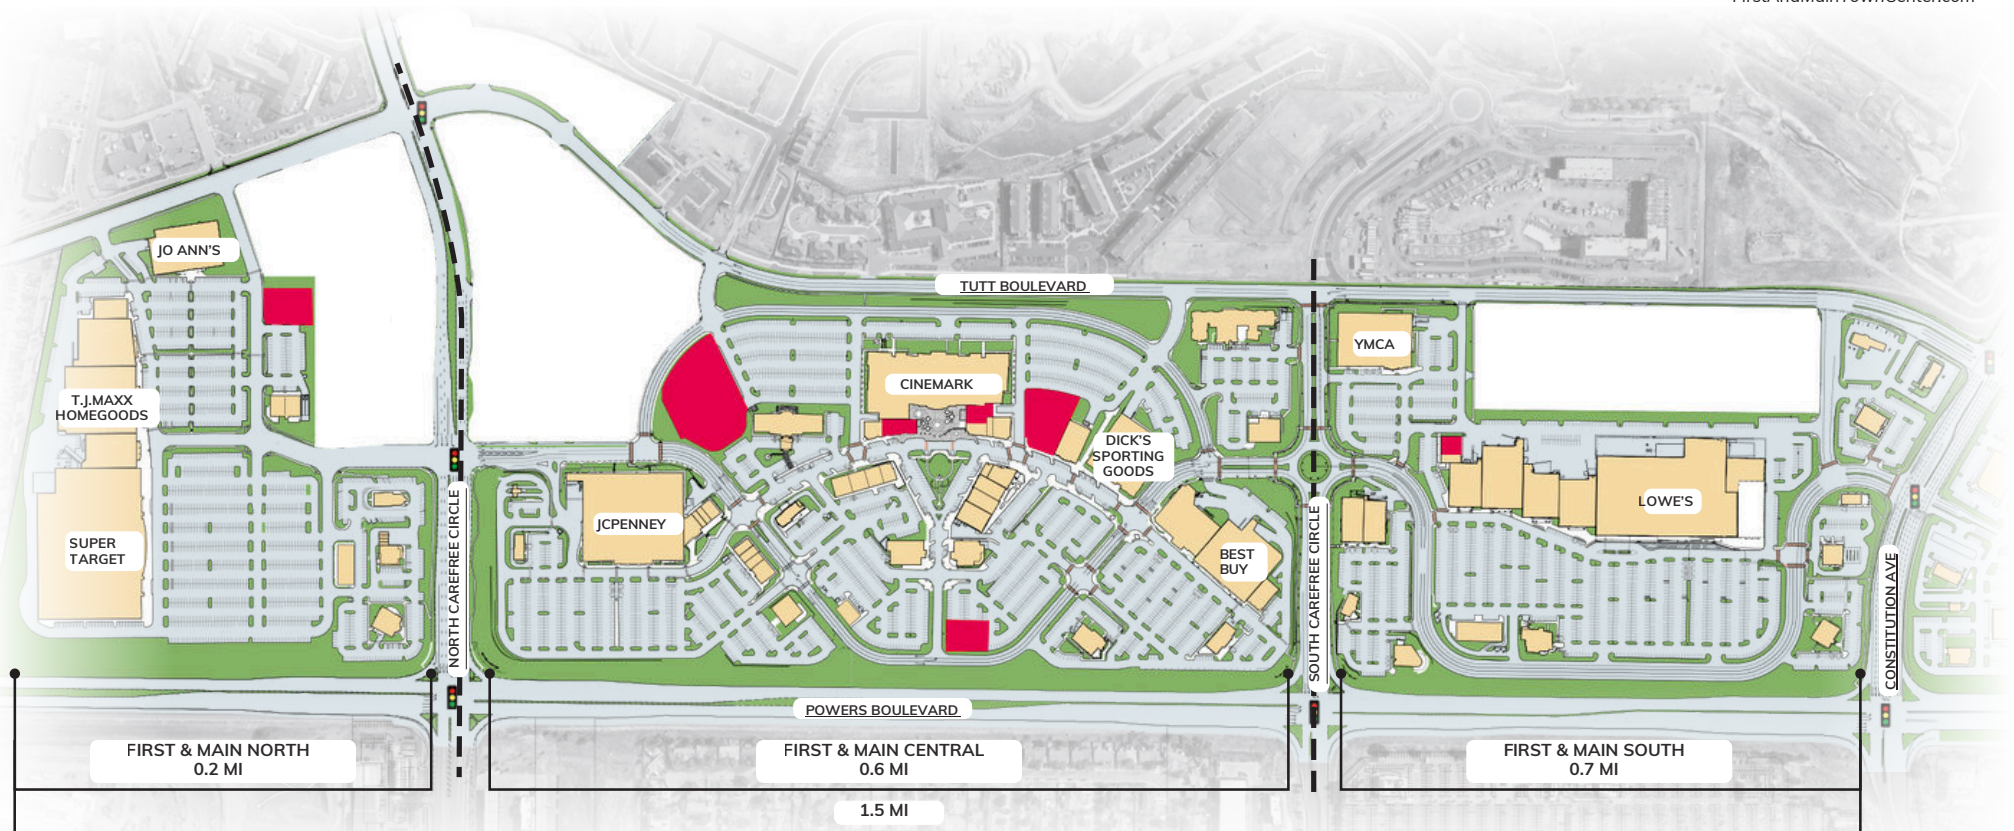 FirstAndMainTownCenter.com
JO ANN'S
TUTT BOULEVARD
YMCA
CINEMARK
T.J.MAXX
HOMEGOODS
DICK'S
SPORTING
GOODS
LOWE'S
JCPENNEY
SUPER
TARGET
BEST
BUY
NORTH CAREFREE CIRCLE
SOUTH CAREFREE CIRCLE
CONSTITUTION AVE
POWERS BOULEVARD
FIRST & MAIN NORTH
0.2 MI
FIRST & MAIN CENTRAL
0.6 MI
FIRST & MAIN SOUTH
0.7 MI
1.5 MI